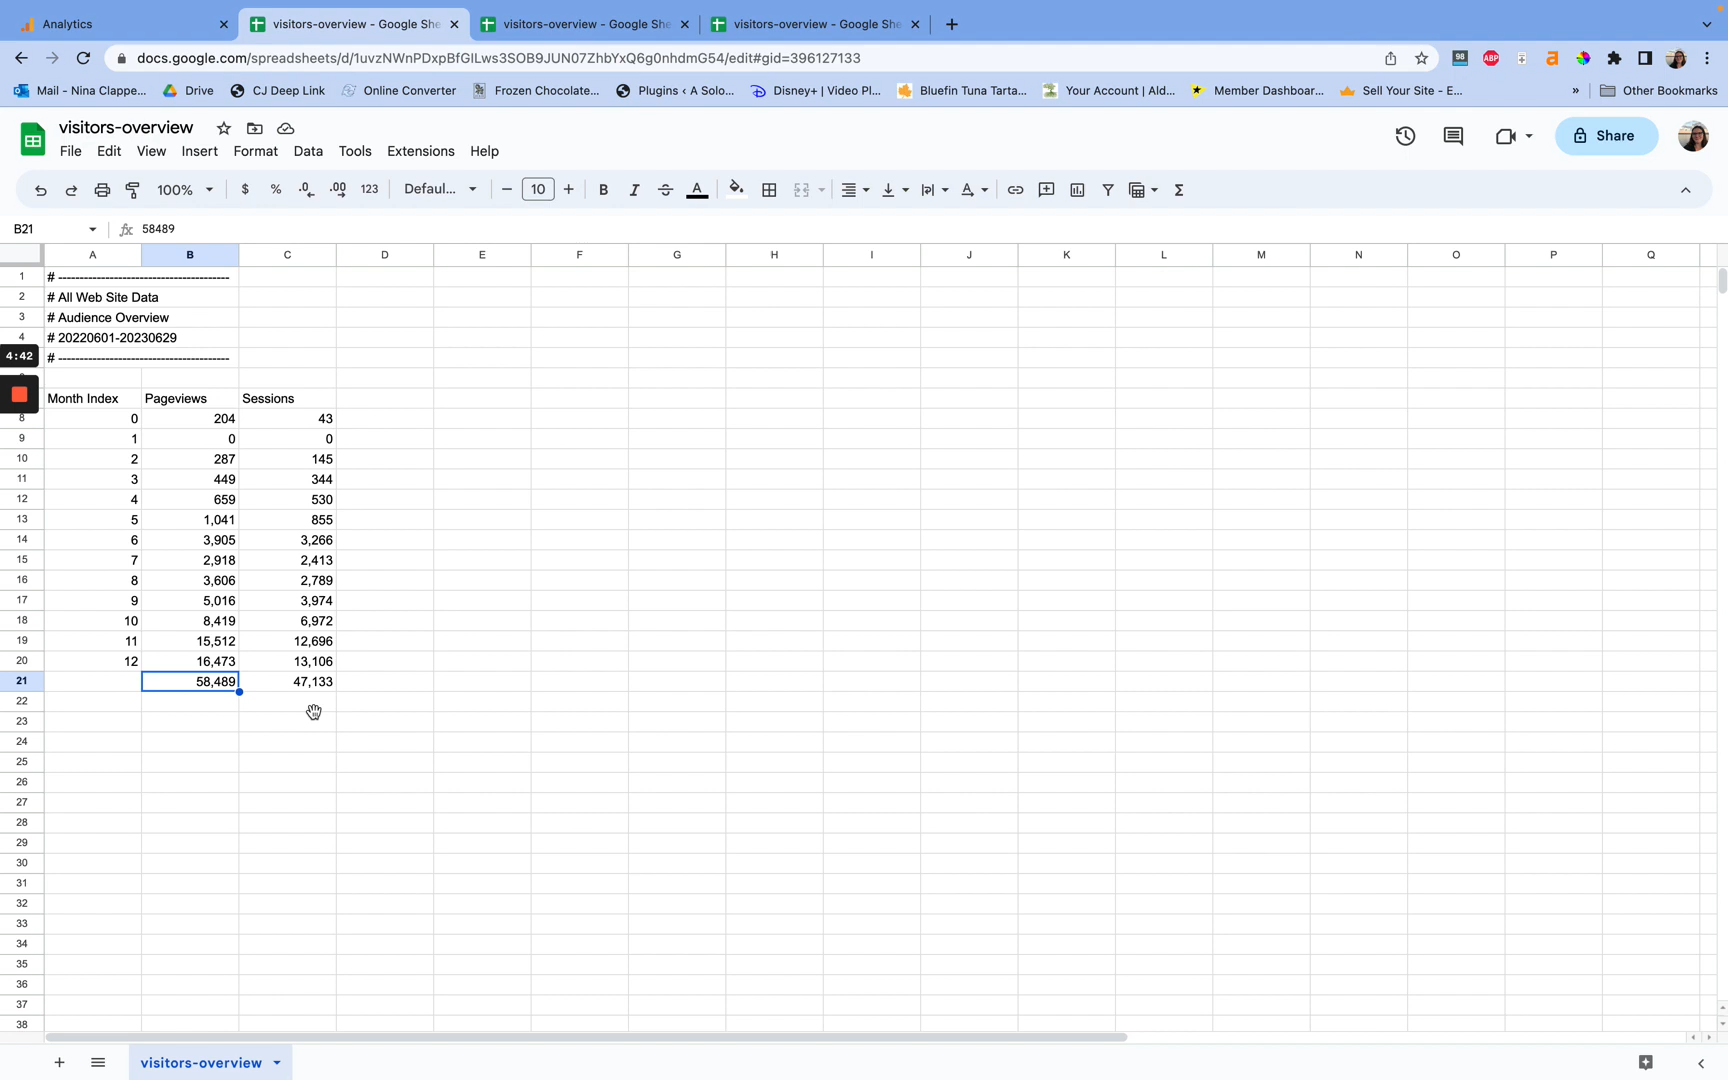 Analytics
visitors-overview - Google She
visitors-overview - Google She
visitors-overview - Google She
docs.google.com/spreadsheets/d/1uvzNWnPDxpBfGILws3SOB9JUN07ZhbYxQ6g0nhdmG54/edit#gid=396127133
98
ABP
a
Mail - Nina Clappe...
Drive
CJ Deep Link
Online Converter
Frozen Chocolate...
Plugins ‹ A Solo...
Disney+ | Video Pl...
Bluefin Tuna Tarta...
Your Account | Ald...
Member Dashboar...
Sell Your Site - E...
»
Other Bookmarks
visitors-overview
File Edit View Insert Format Data Tools Extensions Help
Share
100% $ % .0 .00 123 Defaul... − 10 + B I S A Σ
B21 fx 58489
A B C D E F G H I J K L M N O P Q
1 # ----------------------------------------
2 # All Web Site Data
3 # Audience Overview
4 # 20220601-20230629
4:42
# ----------------------------------------
Month Index Pageviews Sessions
8 0 204 43
9 1 0 0
10 2 287 145
11 3 449 344
12 4 659 530
13 5 1,041 855
14 6 3,905 3,266
15 7 2,918 2,413
16 8 3,606 2,789
17 9 5,016 3,974
18 10 8,419 6,972
19 11 15,512 12,696
20 12 16,473 13,106
21 58,489 47,133
22
23
24
25
26
27
28
29
30
31
32
33
34
35
36
37
38
visitors-overview